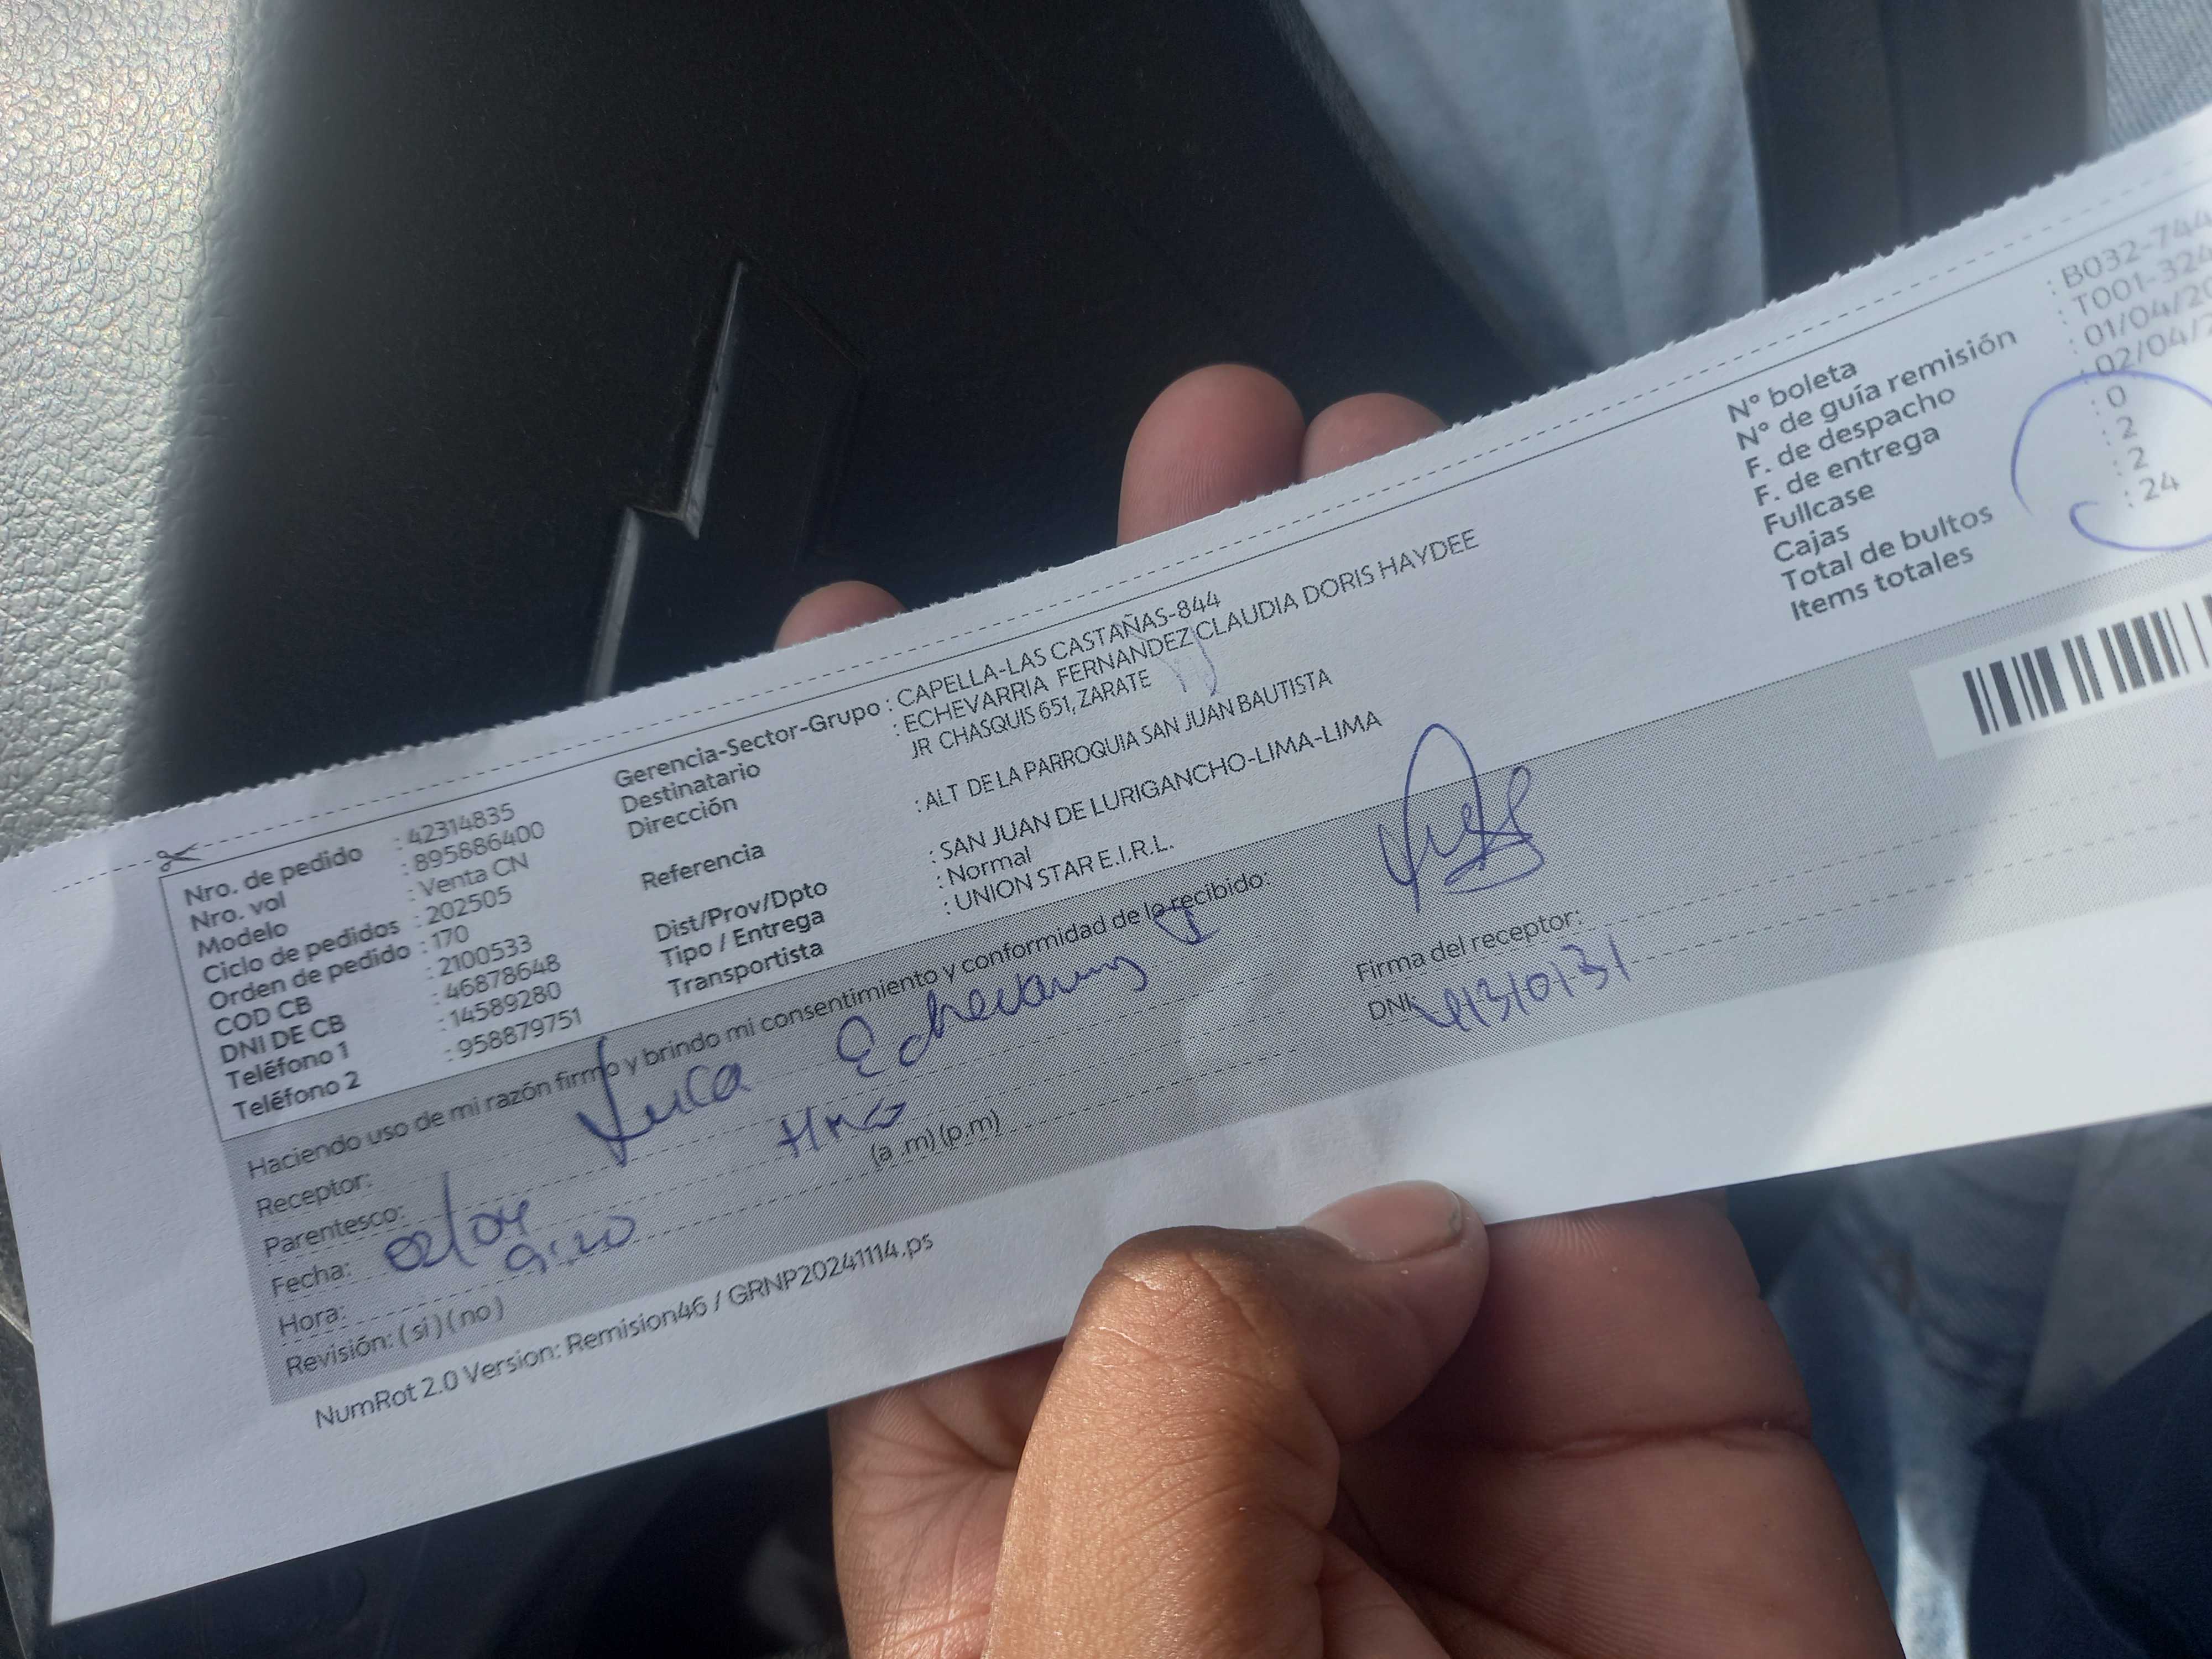 Nro. de pedido : 42314835
Nro. vol : 895886400
Modelo : Venta CN
Ciclo de pedidos : 202505
Orden de pedido : 170
COD CB : 2100533
DNI DE CB : 46878648
Teléfono 1 : 14589280
Teléfono 2 : 958879751
Gerencia-Sector-Grupo : CAPELLA-LAS CASTAÑAS-844
Destinatario : ECHEVARRIA FERNANDEZ CLAUDIA DORIS HAYDEE
Dirección JR CHASQUIS 651, ZARATE
Referencia : ALT DE LA PARROQUIA SAN JUAN BAUTISTA
Dist/Prov/Dpto : SAN JUAN DE LURIGANCHO-LIMA-LIMA
Tipo / Entrega : Normal
Transportista : UNION STAR E.I.R.L.
N° boleta : B032-744
N° de guía remisión : T001-324
F. de despacho : 01/04/20
F. de entrega : 02/04/
Fullcase : 0
Cajas : 2
Total de bultos : 2
Items totales : 24
Haciendo uso de mi razón firmo y brindo mi consentimiento y conformidad de lo recibido:
Receptor:
Parentesco: Hna
Fecha: 02/04
Hora: 9:20 (a.m) (p.m)
Revisión: (si) (no)
Firma del receptor:
DNI:
NumRot 2.0 Version: Remision46 / GRNP20241114.ps